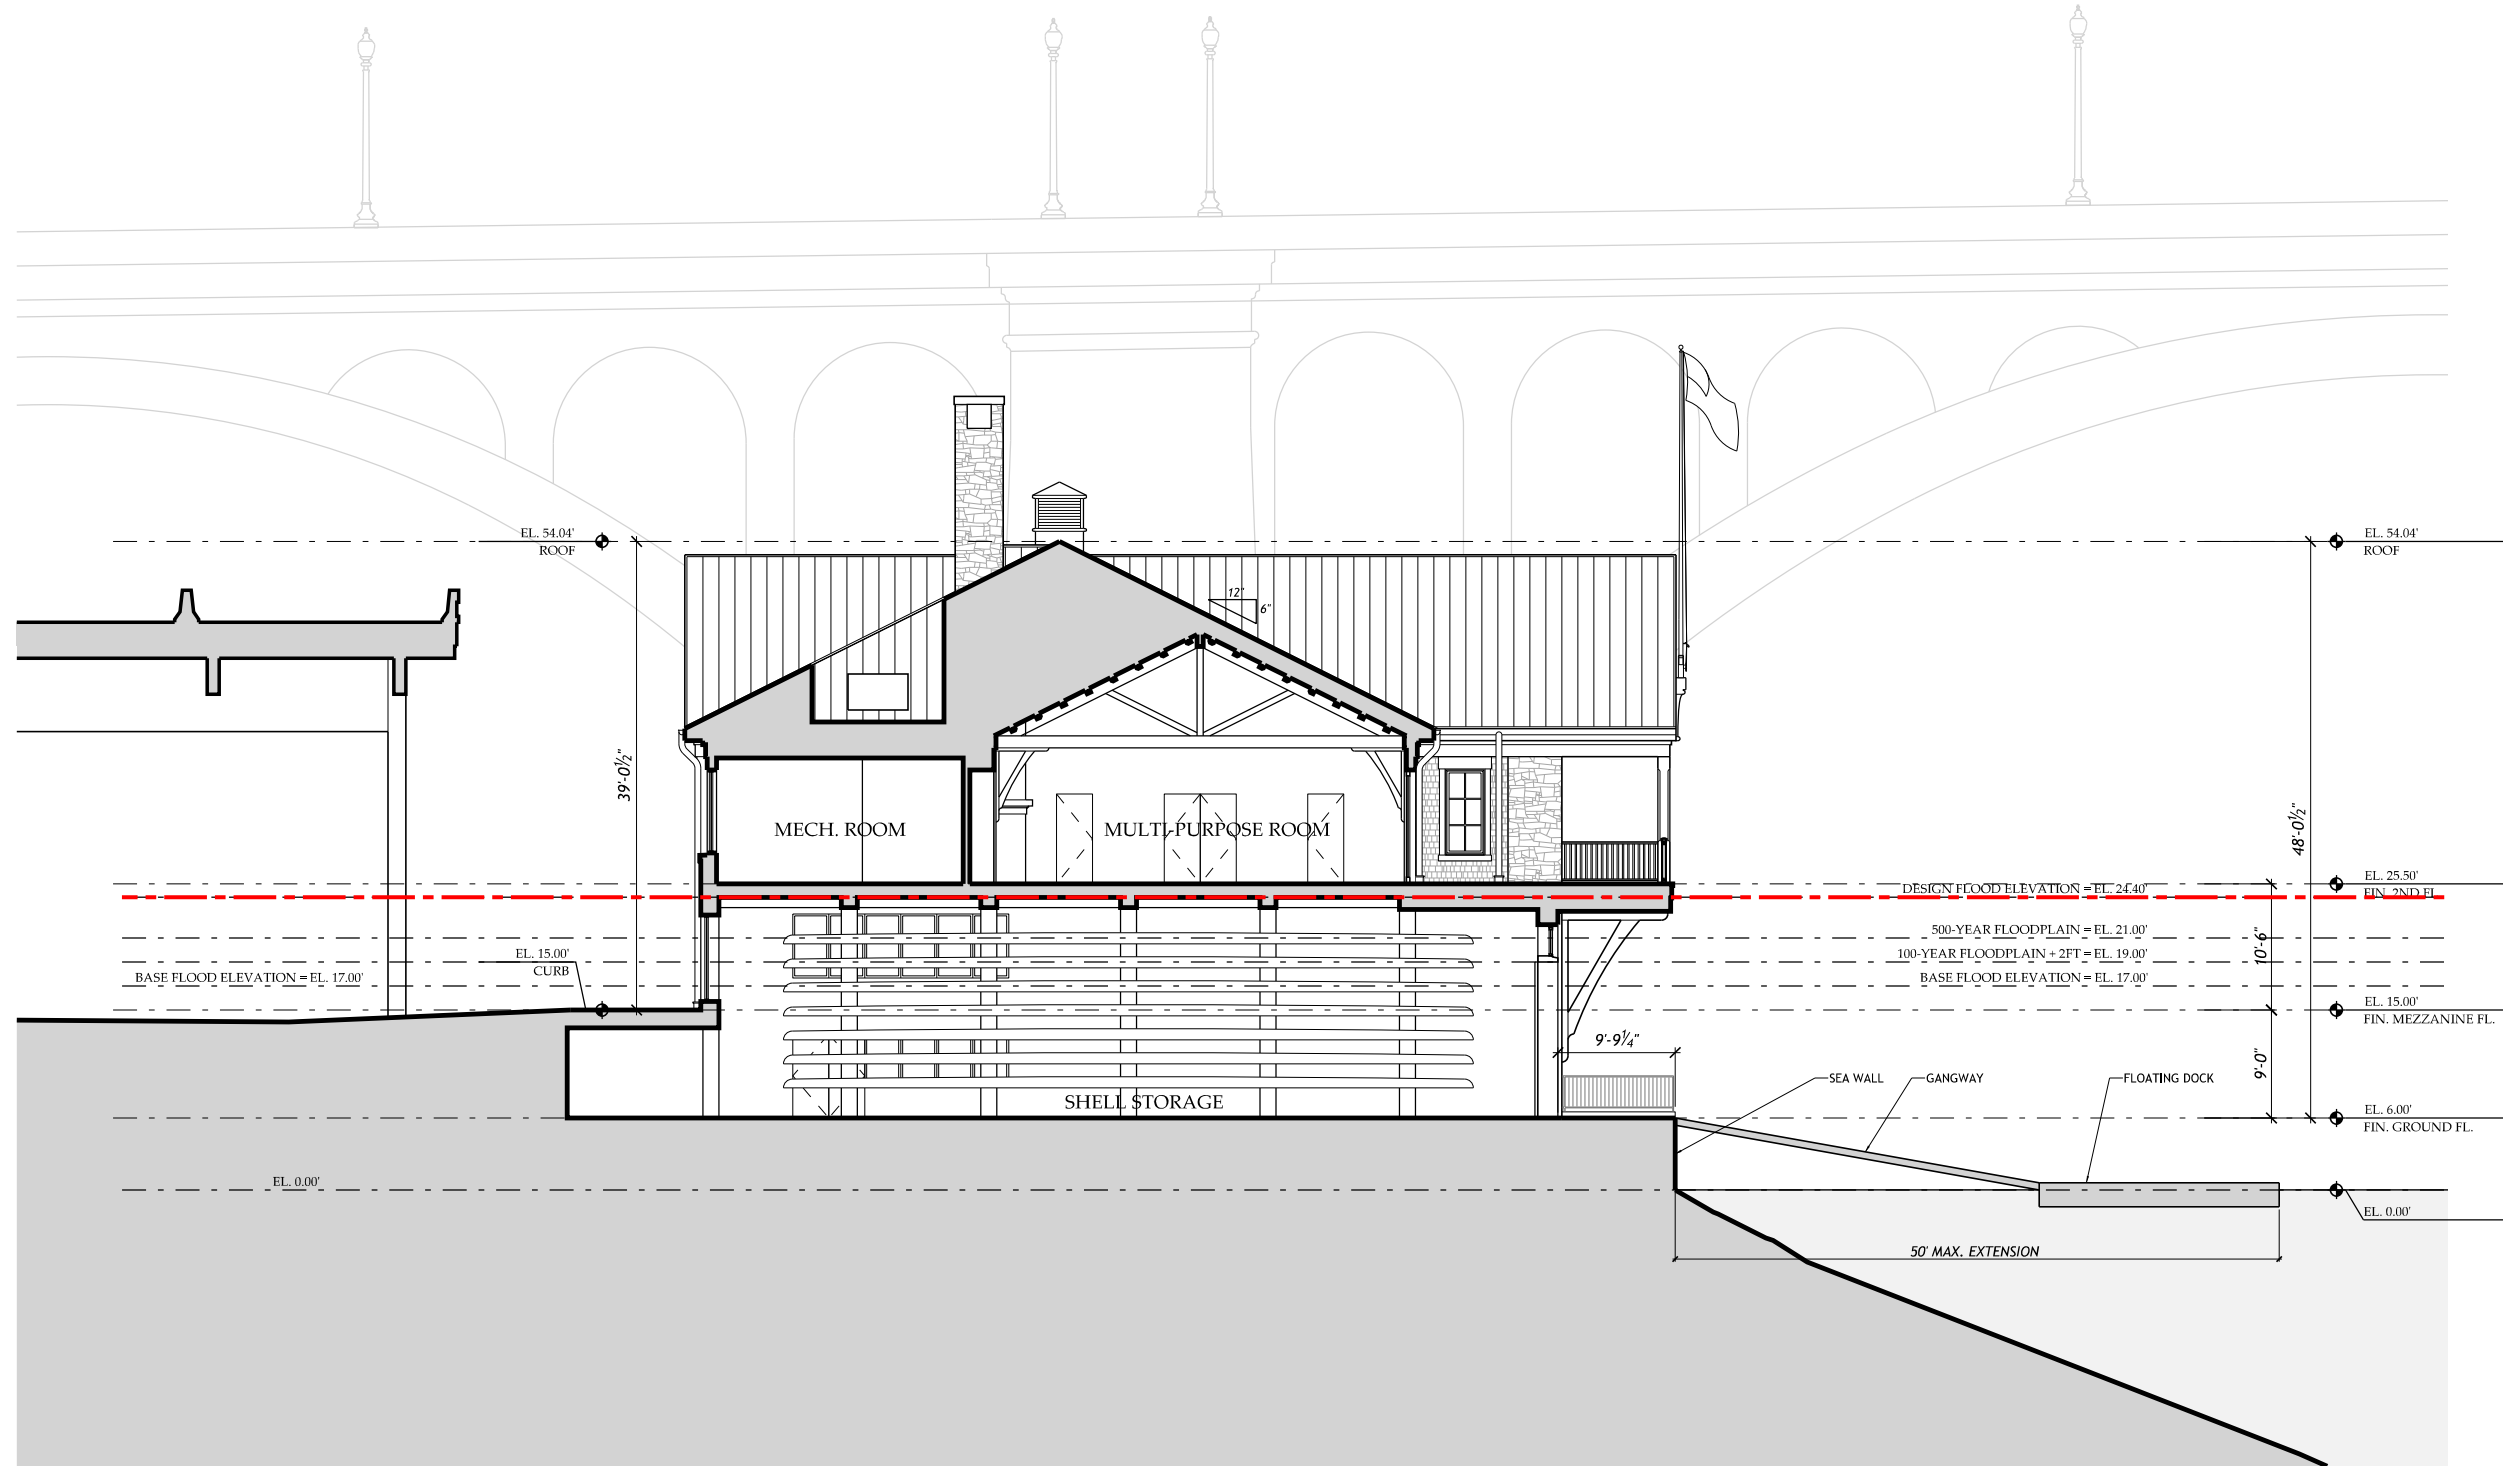 EL. 54.04'
ROOF
EL. 54.04'
ROOF
12"
6"
39'-0½"
48'-0½"
MECH. ROOM
MULTI-PURPOSE ROOM
EL. 25.50'
FIN. 2ND FL.
DESIGN FLOOD ELEVATION = EL. 24.40'
500-YEAR FLOODPLAIN = EL. 21.00'
10'-6"
EL. 15.00'
CURB
100-YEAR FLOODPLAIN + 2FT = EL. 19.00'
BASE FLOOD ELEVATION = EL. 17.00'
BASE FLOOD ELEVATION = EL. 17.00'
EL. 15.00'
FIN. MEZZANINE FL.
9'-9¼"
9'-0"
SEA WALL
GANGWAY
FLOATING DOCK
SHELL STORAGE
EL. 6.00'
FIN. GROUND FL.
EL. 0.00'
EL. 0.00'
50' MAX. EXTENSION